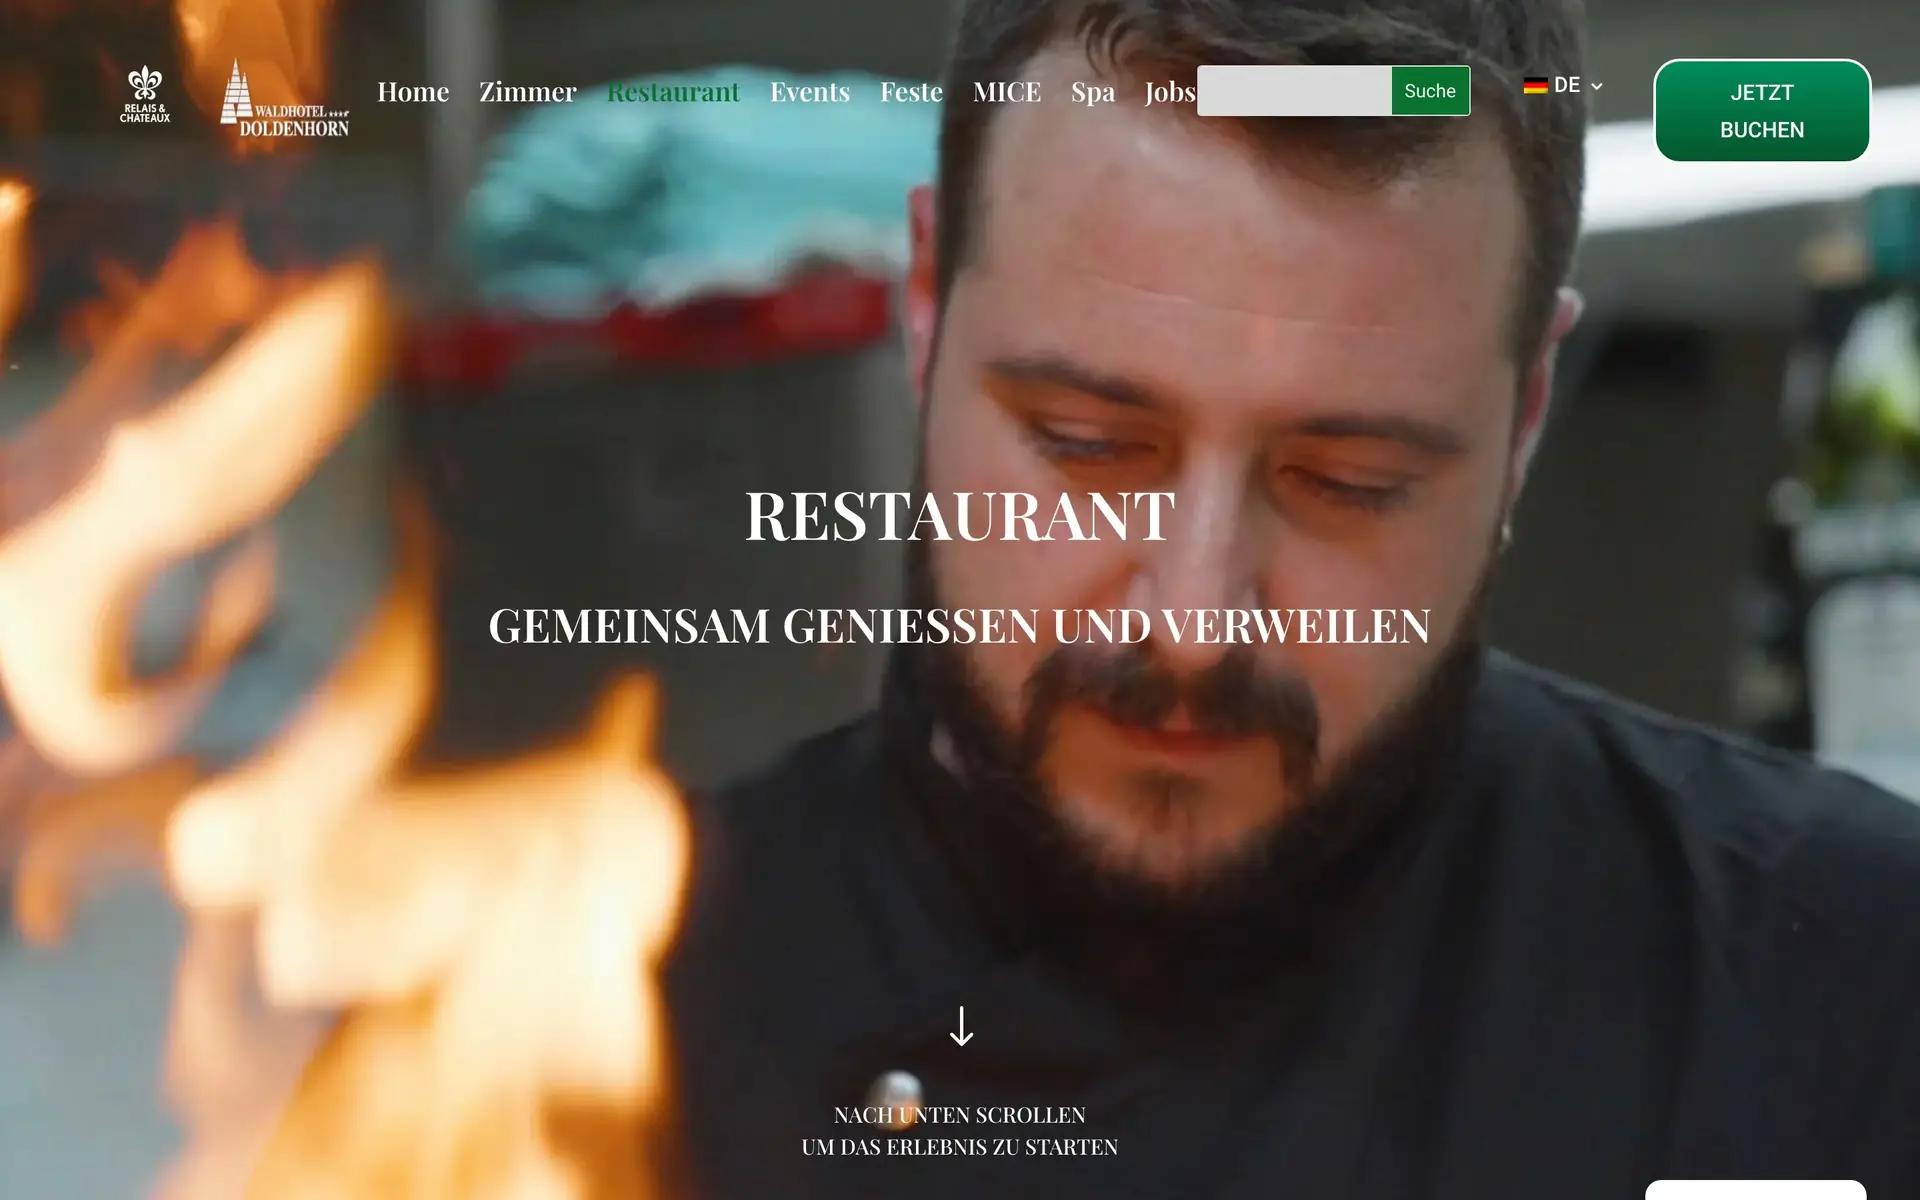 RELAIS &
CHATEAUX
WALDHOTEL
DOLDENHORN
Home Zimmer Restaurant Events Feste MICE Spa Jobs
Suche
DE
JETZT
BUCHEN
RESTAURANT
GEMEINSAM GENIESSEN UND VERWEILEN
NACH UNTEN SCROLLEN
UM DAS ERLEBNIS ZU STARTEN